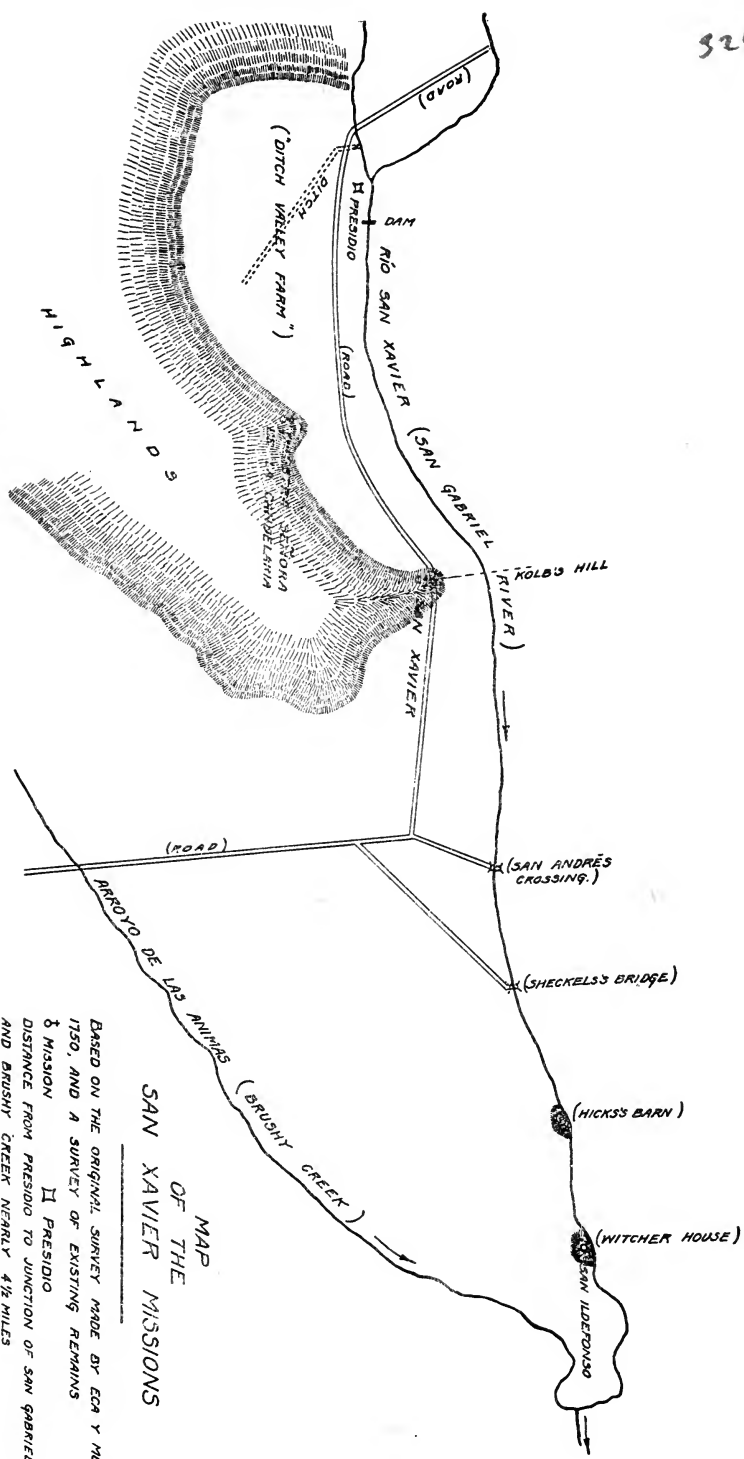 (ROAD)
DITCH
("DITCH VALLEY FARM")
PRESIDIO
DAM
RÍO SAN XAVIER (SAN GABRIEL RIVER)
(ROAD)
HIGHLANDS
SEÑORA
CANDELARIA
KOLB'S HILL
XAVIER
(SAN ANDRÉS
CROSSING.)
(ROAD)
(SHECKELS'S BRIDGE)
ARROYO DE LAS ANIMAS (BRUSHY CREEK)
(HICKS'S BARN)
(WITCHER HOUSE)
SAN ILDEFONSO
MAP
OF THE
SAN XAVIER MISSIONS
BASED ON THE ORIGINAL SURVEY MADE BY ECA Y MU
1750, AND A SURVEY OF EXISTING REMAINS
MISSION PRESIDIO
DISTANCE FROM PRESIDIO TO JUNCTION OF SAN GABRIEL
AND BRUSHY CREEK NEARLY 4½ MILES